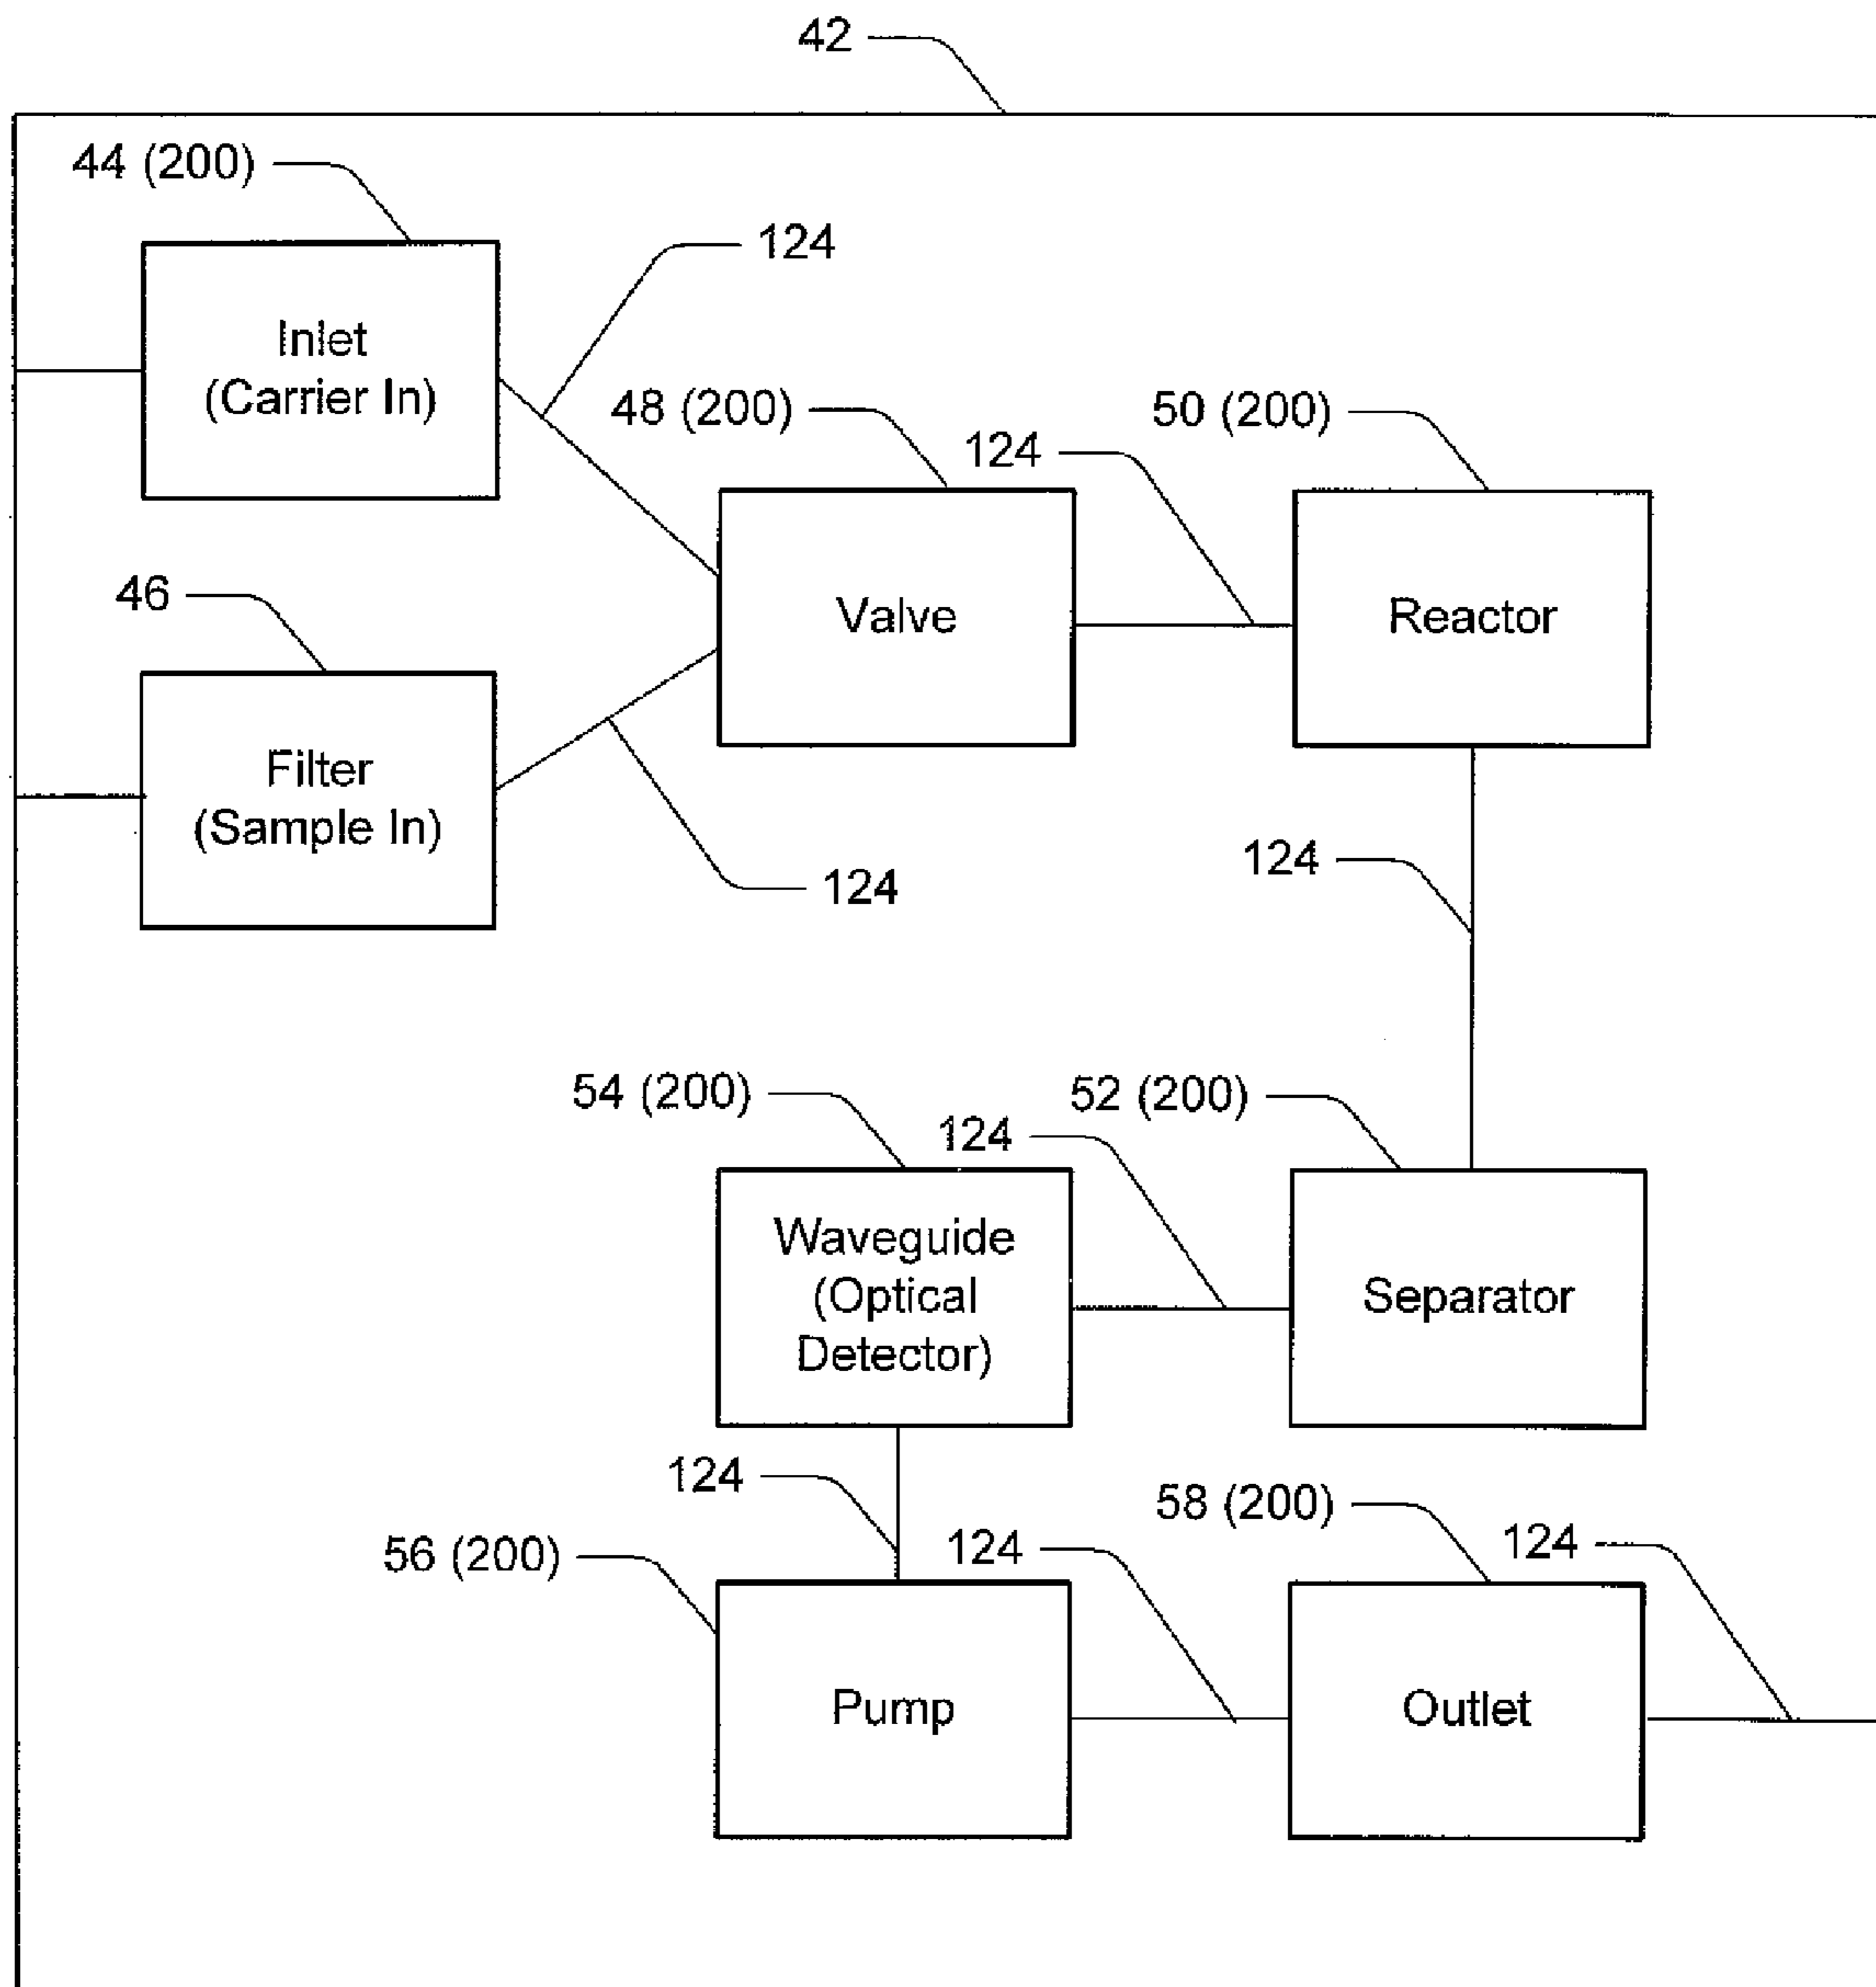 42
44 (200)
124
Inlet
(Carrier In)
48 (200)
124
50 (200)
46
Valve
Reactor
Filter
(Sample In)
124
124
54 (200)
124
52 (200)
Waveguide
(Optical
Detector)
Separator
124
56 (200)
124
58 (200)
124
Pump
Outlet